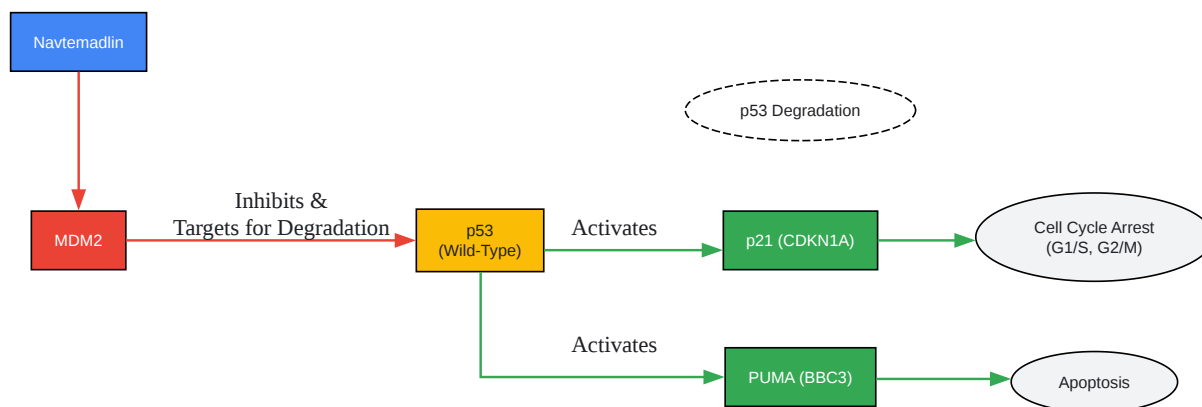 Navtemadlin
p53 Degradation
MDM2
Inhibits &
Targets for Degradation
p53
(Wild-Type)
Activates
p21 (CDKN1A)
Cell Cycle Arrest
(G1/S, G2/M)
Activates
PUMA (BBC3)
Apoptosis